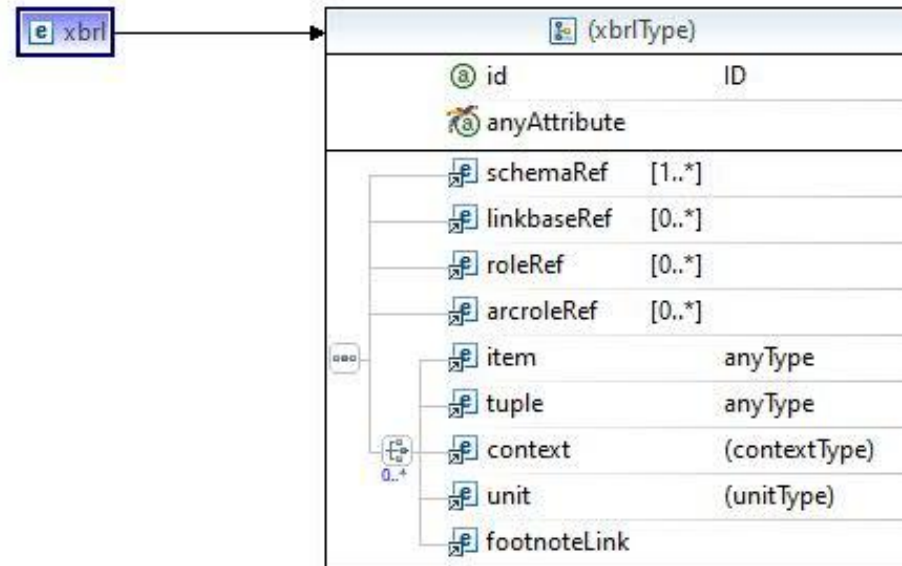 e xbrl
(xbrlType)
a id ID
a anyAttribute
e schemaRef [1..*]
e linkbaseRef [0..*]
e roleRef [0..*]
e arcroleRef [0..*]
e item anyType
e tuple anyType
e context (contextType)
0..*
e unit (unitType)
e footnoteLink